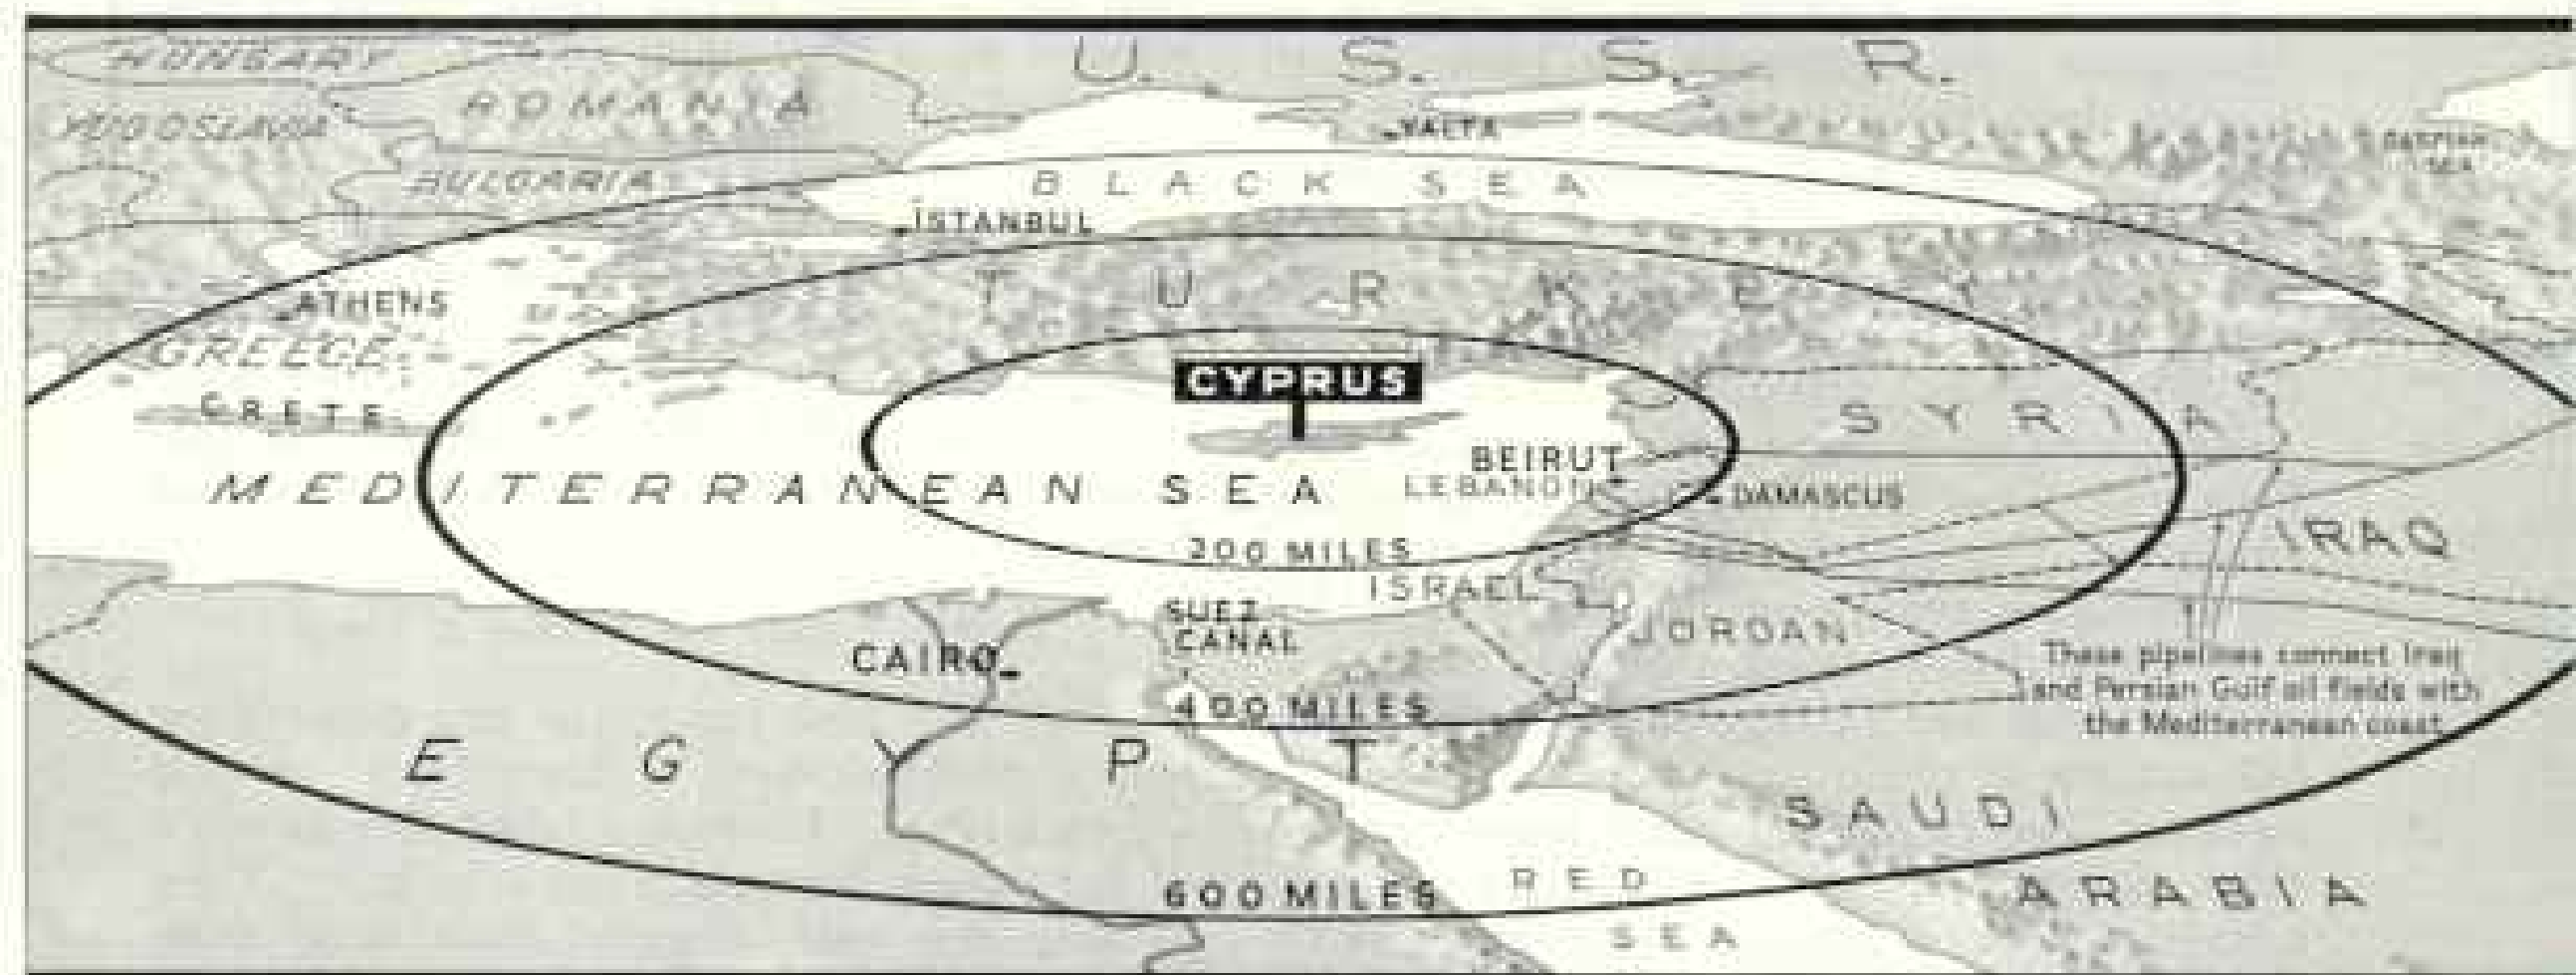 HUNGARY
U. S. S. R.
ROMANIA
YUGOSLAVIA
YALTA
CASPIAN
SEA
BULGARIA
BLACK SEA
ISTANBUL
TURKEY
ATHENS
GREECE
CYPRUS
CRETE
SYRIA
BEIRUT
LEBANON
MEDITERRANEAN SEA
DAMASCUS
200 MILES
IRAQ
ISRAEL
SUEZ
CANAL
JORDAN
CAIRO
These pipelines connect Iraq
and Persian Gulf oil fields with
the Mediterranean coast
400 MILES
EGYPT
SAUDI
ARABIA
600 MILES
RED
SEA